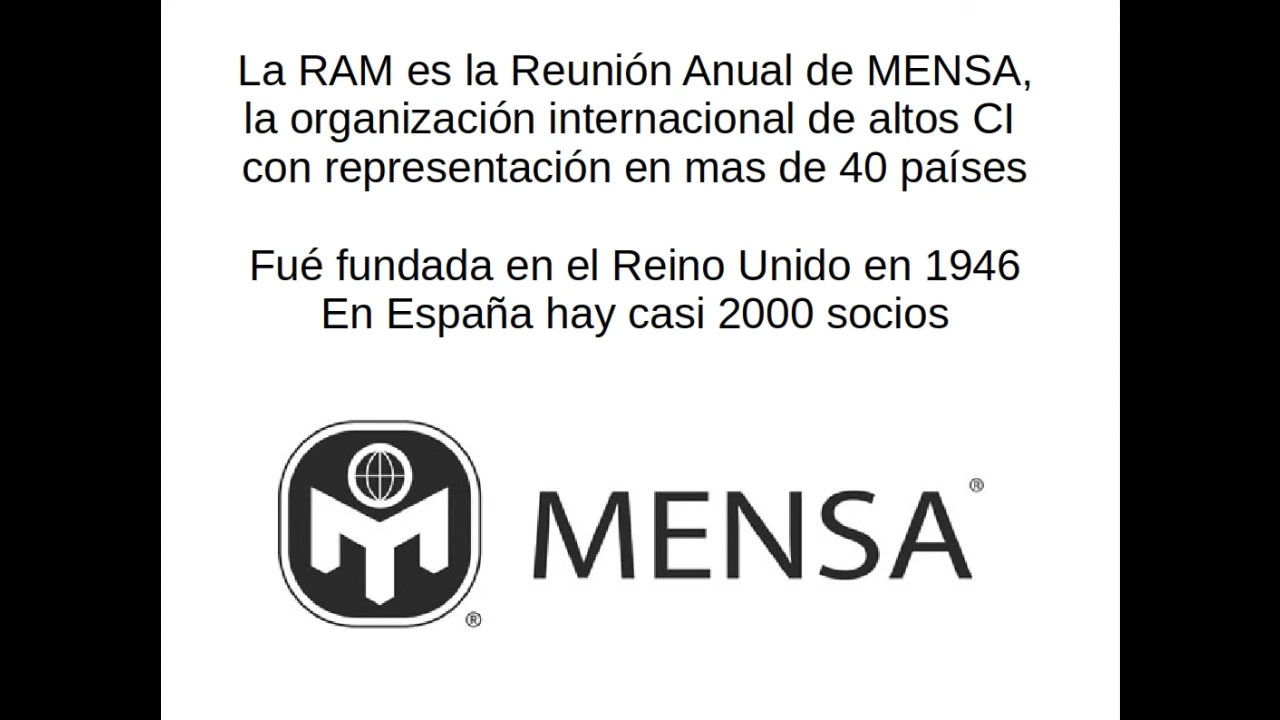 La RAM es la Reunión Anual de MENSA,
la organización internacional de altos CI
con representación en mas de 40 países
Fué fundada en el Reino Unido en 1946
En España hay casi 2000 socios
MENSA®
®